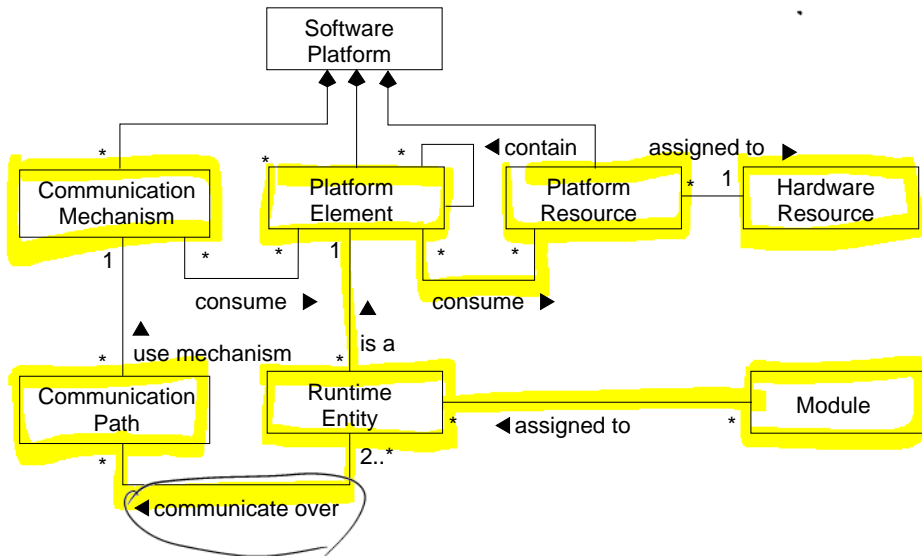 Software
Platform
* * * ◄ contain assigned to ►
Communication
Mechanism
Platform
Element
Platform
Resource
* 1
Hardware
Resource
1 * * 1 * *
consume ►
consume ►
▲
use mechanism
▲
is a
* *
Communication
Path
Runtime
Entity
Module
* ◄ assigned to *
* 2..*
◄ communicate over